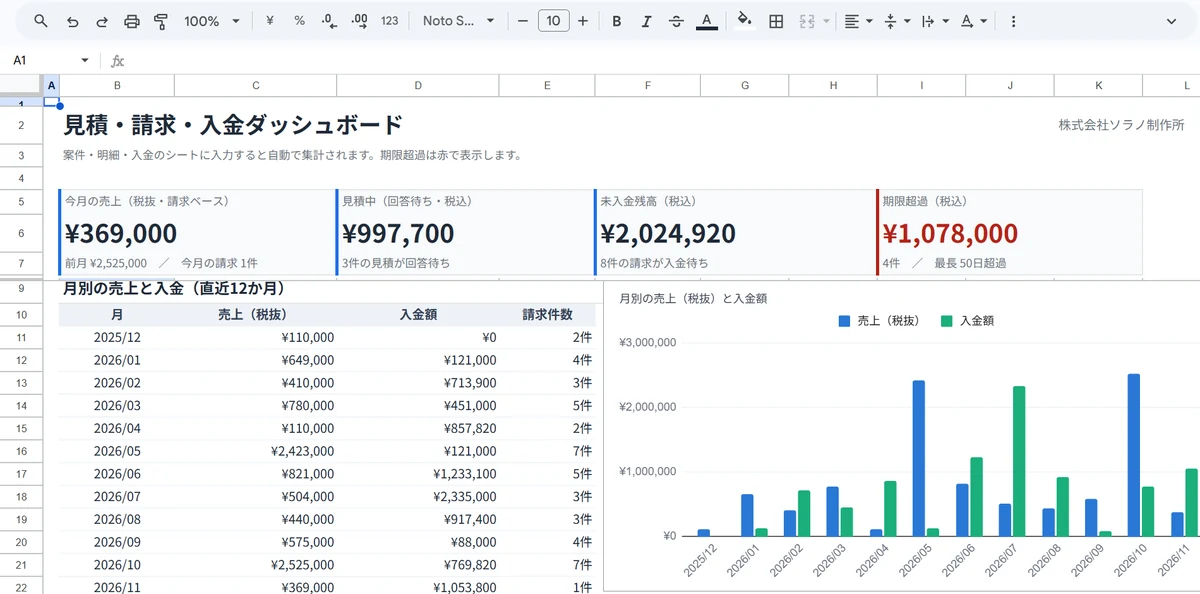 100% ¥ % .0 .00 123 Noto S... − 10 + B I A A
A1 fx
A B C D E F G H I J K L
1
2 見積・請求・入金ダッシュボード 株式会社ソラノ制作所
3 案件・明細・入金のシートに入力すると自動で集計されます。期限超過は赤で表示します。
4
5 今月の売上（税抜・請求ベース） 見積中（回答待ち・税込） 未入金残高（税込） 期限超過（税込）
6 ¥369,000 ¥997,700 ¥2,024,920 ¥1,078,000
7 前月 ¥2,525,000 ／ 今月の請求 1件 3件の見積が回答待ち 8件の請求が入金待ち 4件 ／ 最長 50日超過
9 月別の売上と入金（直近12か月）
10 月 売上（税抜） 入金額 請求件数
11 2025/12 ¥110,000 ¥0 2件
12 2026/01 ¥649,000 ¥121,000 4件
13 2026/02 ¥410,000 ¥713,900 3件
14 2026/03 ¥780,000 ¥451,000 5件
15 2026/04 ¥110,000 ¥857,820 2件
16 2026/05 ¥2,423,000 ¥121,000 7件
17 2026/06 ¥821,000 ¥1,233,100 5件
18 2026/07 ¥504,000 ¥2,335,000 3件
19 2026/08 ¥440,000 ¥917,400 3件
20 2026/09 ¥575,000 ¥88,000 4件
21 2026/10 ¥2,525,000 ¥769,820 7件
22 2026/11 ¥369,000 ¥1,053,800 1件
月別の売上（税抜）と入金額
売上（税抜） 入金額
¥3,000,000
¥2,000,000
¥1,000,000
¥0
2025/12 2026/01 2026/02 2026/03 2026/04 2026/05 2026/06 2026/07 2026/08 2026/09 2026/10 2026/11